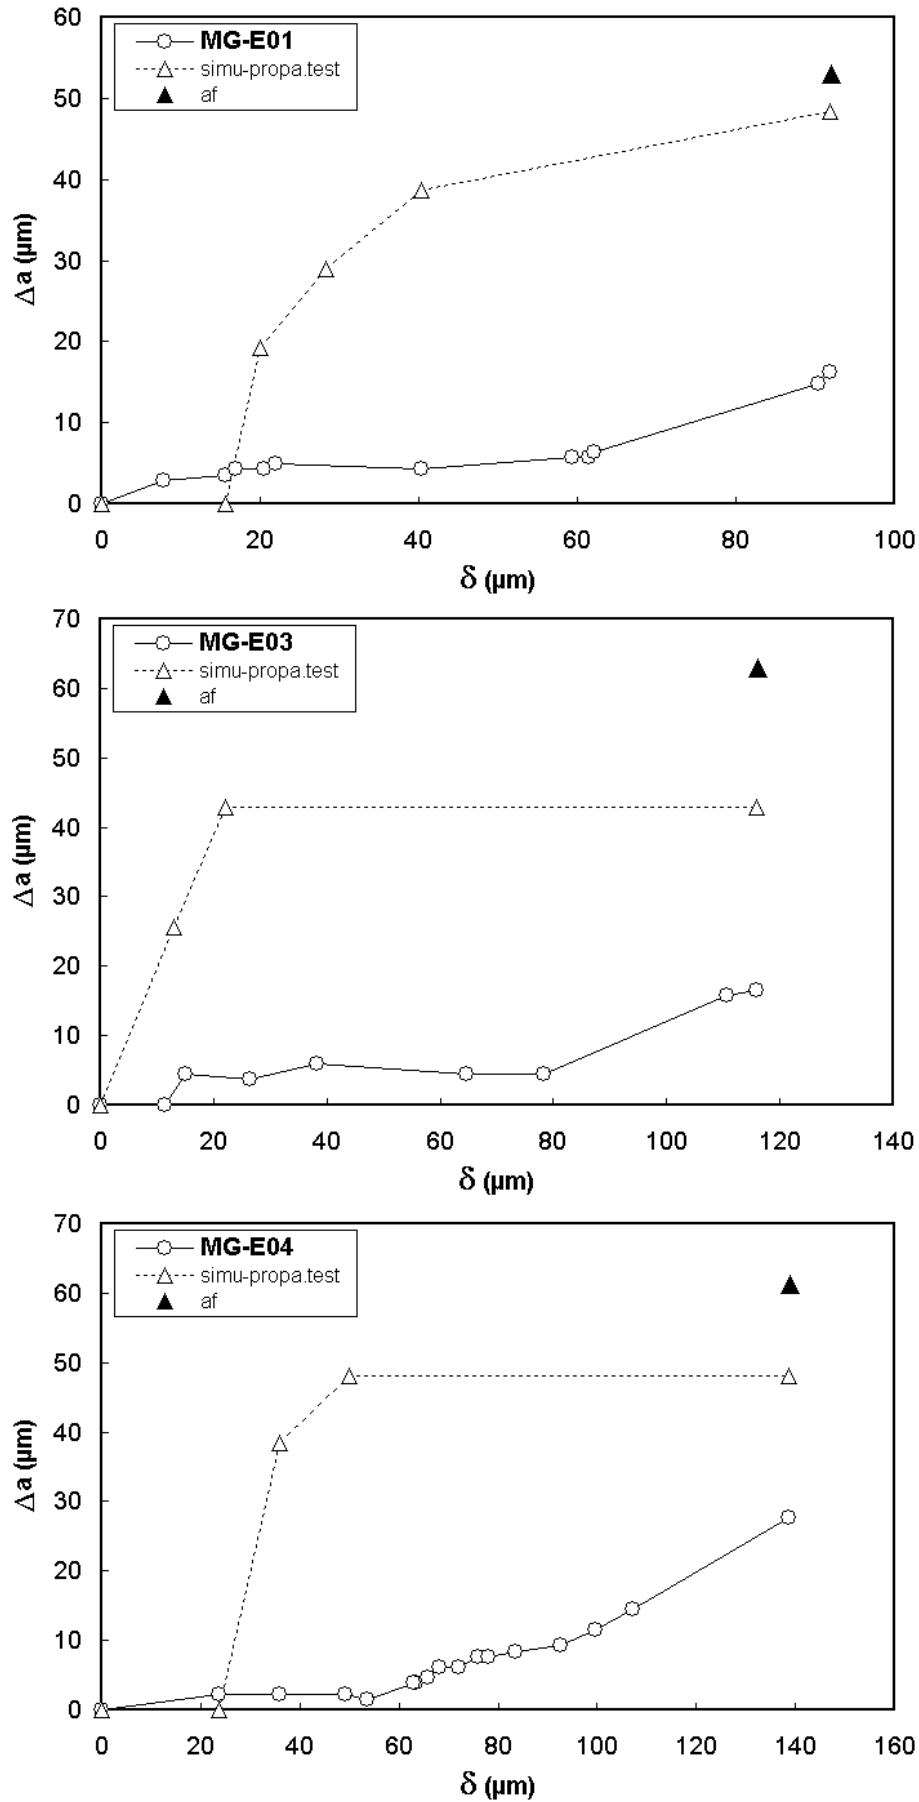 60
MG-E01
simu-propa.test
af
50
40
30
20
10
0
Δa (µm)
0 20 40 60 80 100
δ (µm)
70
MG-E03
simu-propa.test
af
60
50
40
30
20
10
0
Δa (µm)
0 20 40 60 80 100 120 140
δ (µm)
70
MG-E04
simu-propa.test
af
60
50
40
30
20
10
0
Δa (µm)
0 20 40 60 80 100 120 140 160
δ (µm)